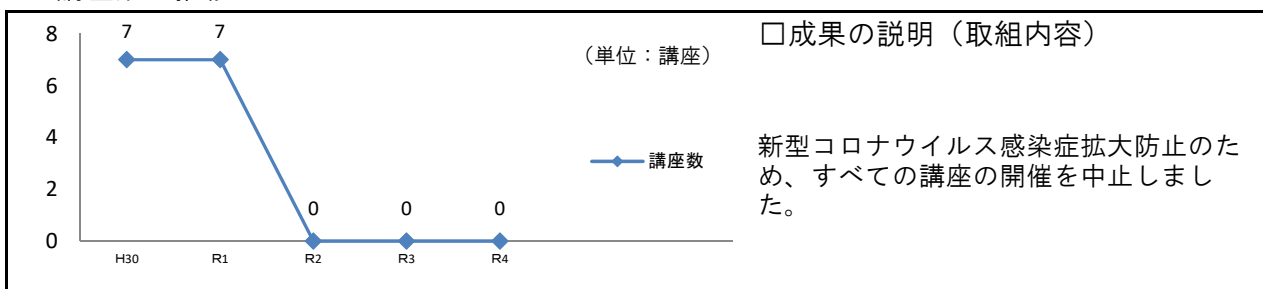 8
6
4
2
0
7
7
0
0
0
H30
R1
R2
R3
R4
（単位：講座）
講座数
□成果の説明（取組内容）
新型コロナウイルス感染症拡大防止のた
め、すべての講座の開催を中止しまし
た。